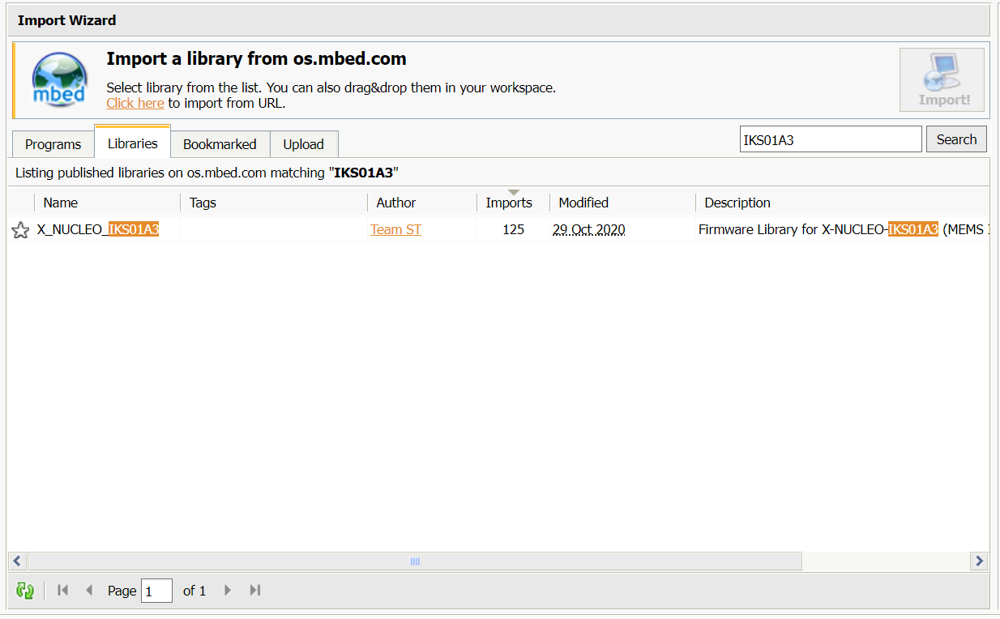 Import Wizard
mbed
Import a library from os.mbed.com
Select library from the list. You can also drag&drop them in your workspace.
Click here to import from URL.
Import!
Programs Libraries Bookmarked Upload IKS01A3 Search
Listing published libraries on os.mbed.com matching "IKS01A3"
Name Tags Author Imports Modified Description
X_NUCLEO_IKS01A3 Team ST 125 29 Oct 2020 Firmware Library for X-NUCLEO-IKS01A3 (MEMS
Page 1 of 1